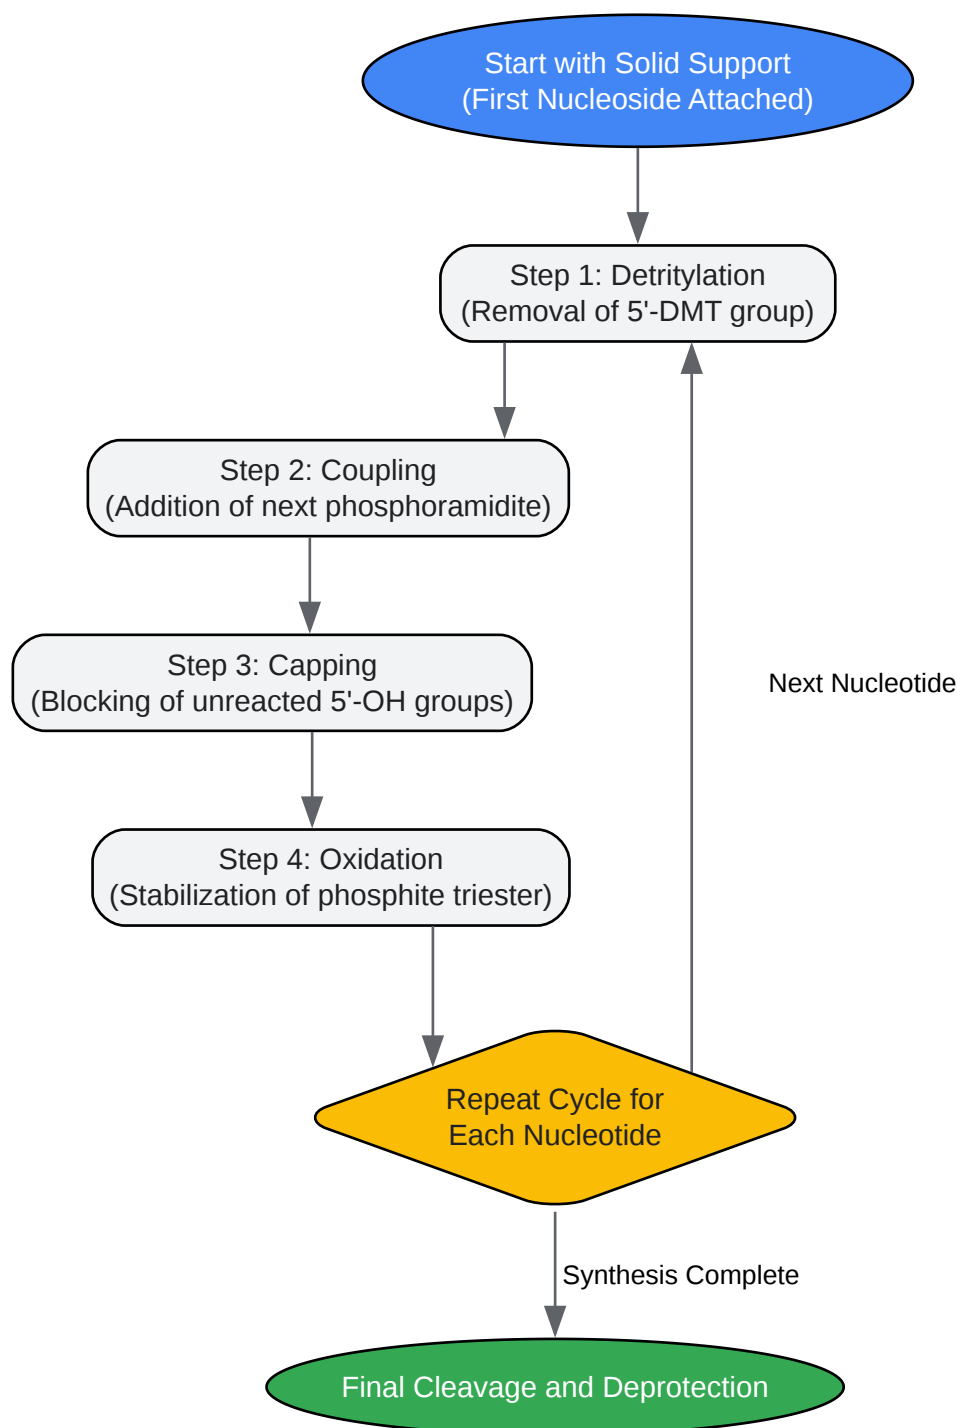 Start with Solid Support
(First Nucleoside Attached)
Step 1: Detritylation
(Removal of 5'-DMT group)
Step 2: Coupling
(Addition of next phosphoramidite)
Step 3: Capping
(Blocking of unreacted 5'-OH groups)
Next Nucleotide
Step 4: Oxidation
(Stabilization of phosphite triester)
Repeat Cycle for
Each Nucleotide
Synthesis Complete
Final Cleavage and Deprotection